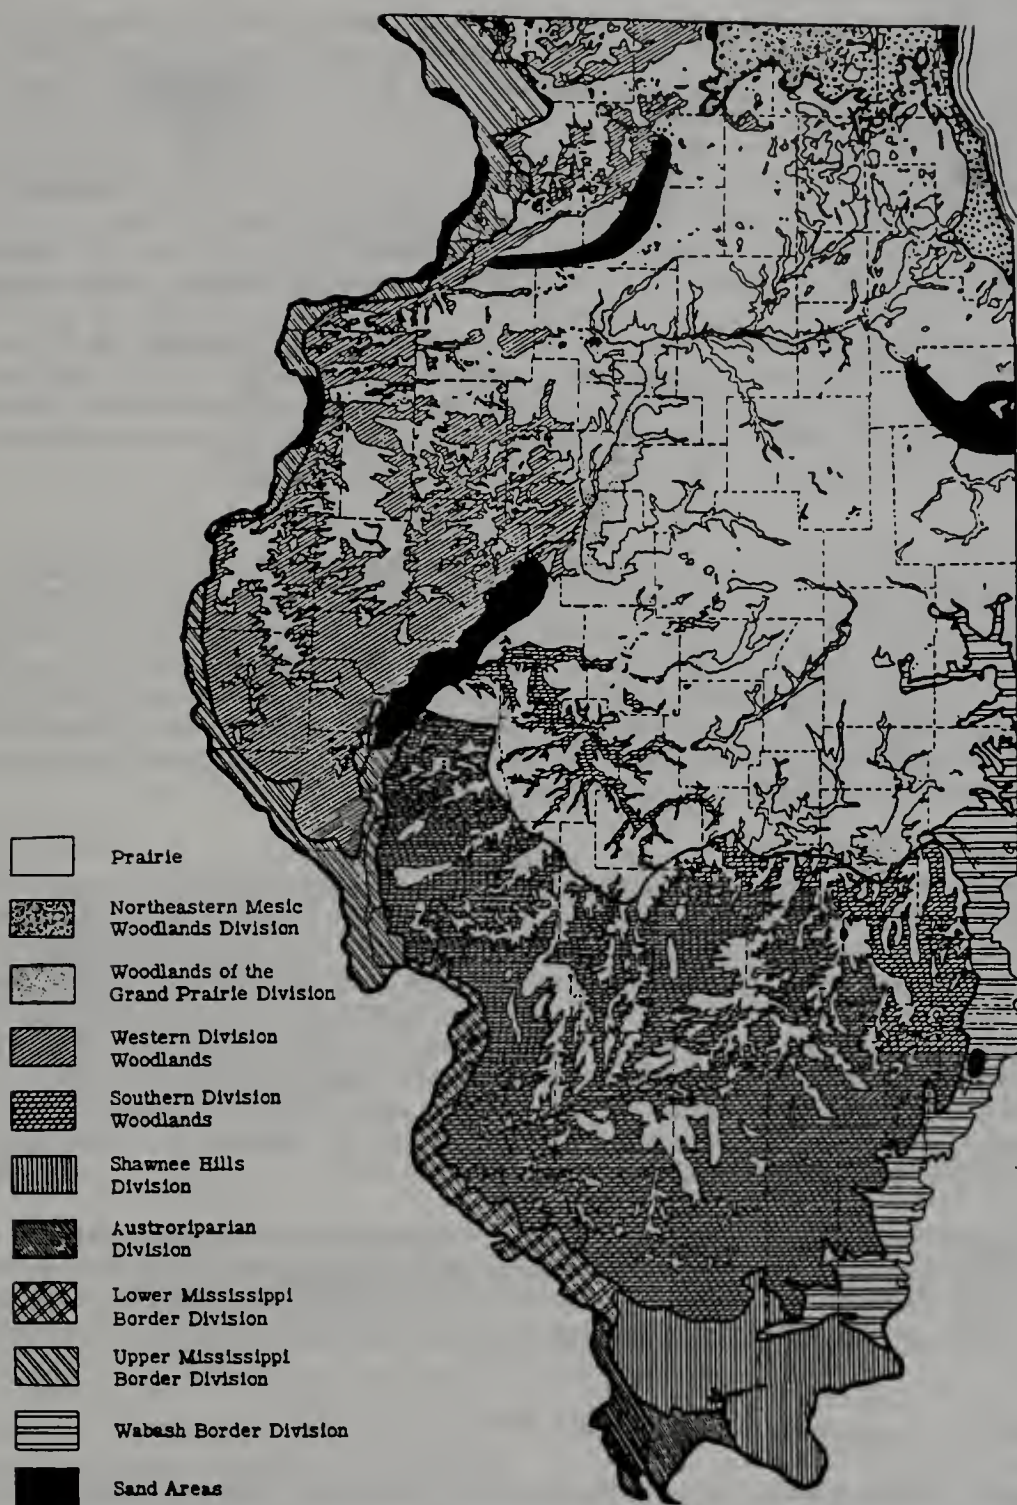 Prairie
Northeastern Mesic
Woodlands Division
Woodlands of the
Grand Prairie Division
Western Division
Woodlands
Southern Division
Woodlands
Shawnee Hills
Division
Austroriparian
Division
Lower Mississippi
Border Division
Upper Mississippi
Border Division
Wabash Border Division
Sand Areas